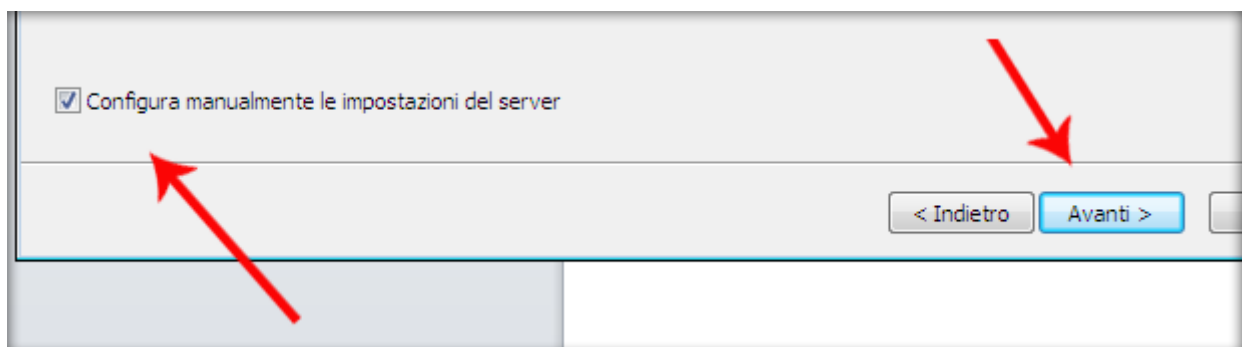 Configura manualmente le impostazioni del server
< Indietro
Avanti >